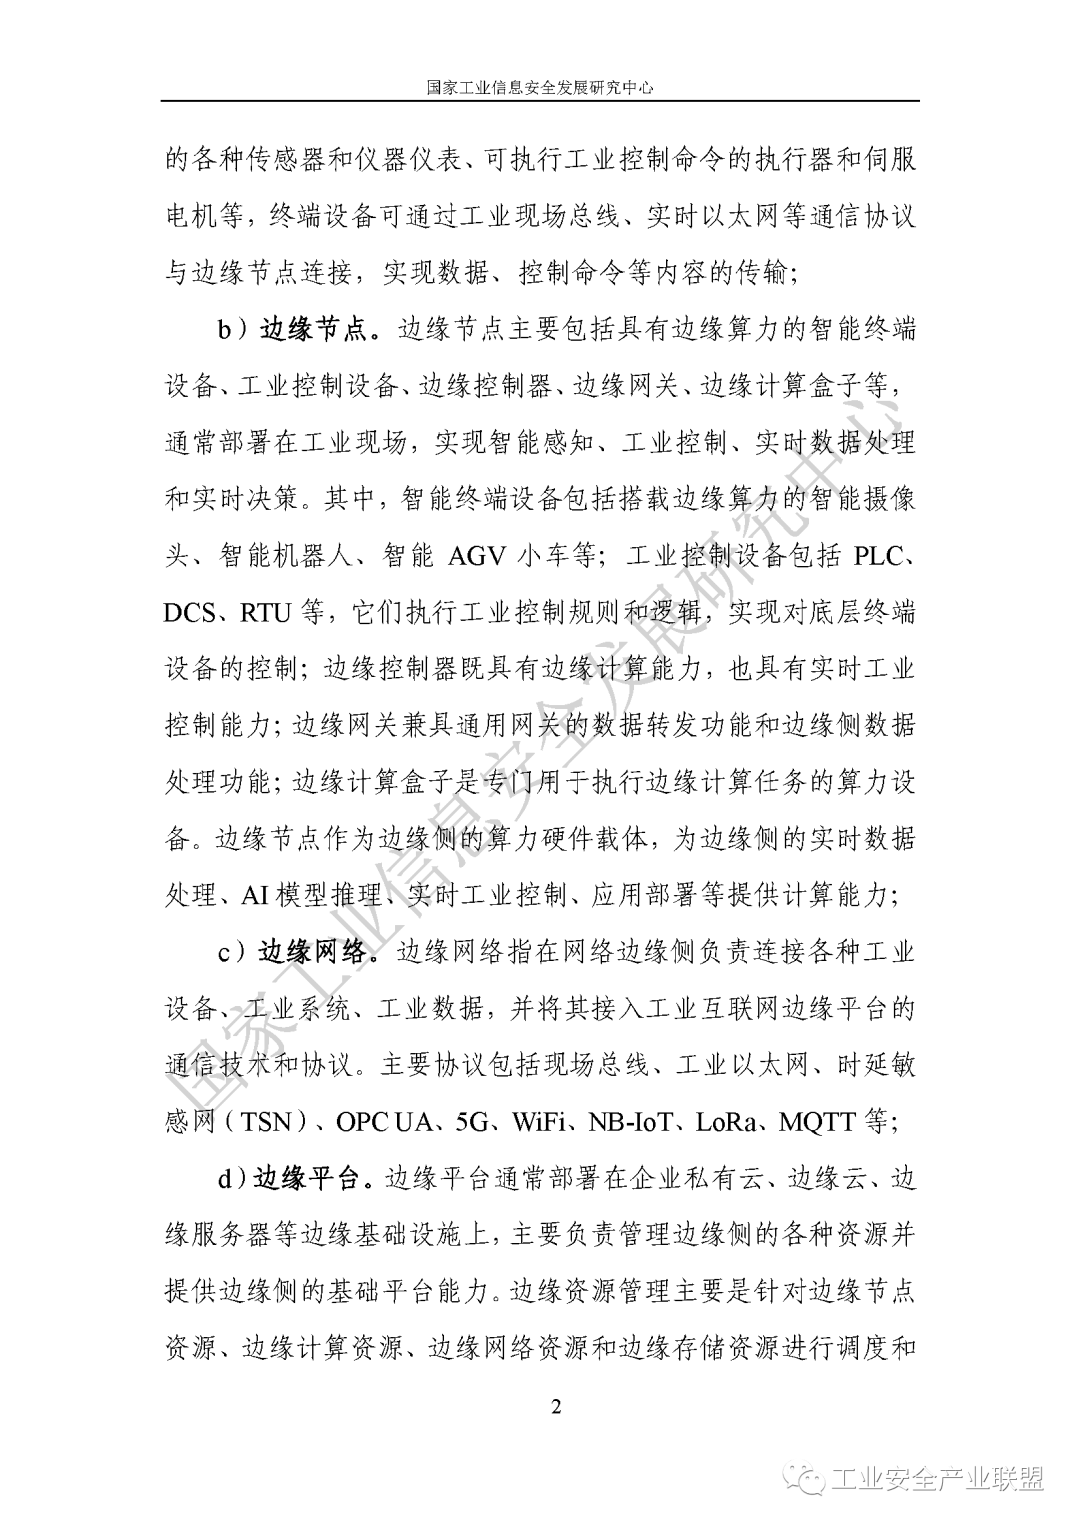 国家工业信息安全发展研究中心
的各种传感器和仪器仪表、可执行工业控制命令的执行器和伺服
电机等，终端设备可通过工业现场总线、实时以太网等通信协议
与边缘节点连接，实现数据、控制命令等内容的传输；
b）边缘节点。边缘节点主要包括具有边缘算力的智能终端
设备、工业控制设备、边缘控制器、边缘网关、边缘计算盒子等，
通常部署在工业现场，实现智能感知、工业控制、实时数据处理
和实时决策。其中，智能终端设备包括搭载边缘算力的智能摄像
头、智能机器人、智能 AGV 小车等；工业控制设备包括 PLC、
DCS、RTU 等，它们执行工业控制规则和逻辑，实现对底层终端
设备的控制；边缘控制器既具有边缘计算能力，也具有实时工业
控制能力；边缘网关兼具通用网关的数据转发功能和边缘侧数据
处理功能；边缘计算盒子是专门用于执行边缘计算任务的算力设
备。边缘节点作为边缘侧的算力硬件载体，为边缘侧的实时数据
处理、AI 模型推理、实时工业控制、应用部署等提供计算能力；
c）边缘网络。边缘网络指在网络边缘侧负责连接各种工业
设备、工业系统、工业数据，并将其接入工业互联网边缘平台的
通信技术和协议。主要协议包括现场总线、工业以太网、时延敏
感网（TSN）、OPC UA、5G、WiFi、NB-IoT、LoRa、MQTT 等；
d）边缘平台。边缘平台通常部署在企业私有云、边缘云、边
缘服务器等边缘基础设施上，主要负责管理边缘侧的各种资源并
提供边缘侧的基础平台能力。边缘资源管理主要是针对边缘节点
资源、边缘计算资源、边缘网络资源和边缘存储资源进行调度和
2
国家工业信息安全发展研究中心
工业安全产业联盟